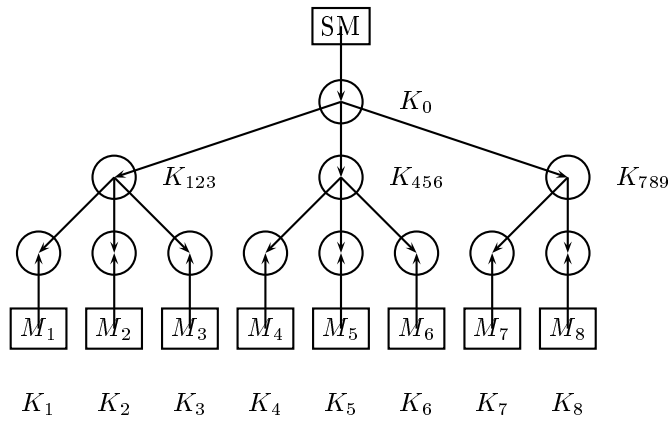 SM
K₀
K₁₂₃ K₄₅₆ K₇₈₉
M₁ M₂ M₃ M₄ M₅ M₆ M₇ M₈
K₁ K₂ K₃ K₄ K₅ K₆ K₇ K₈